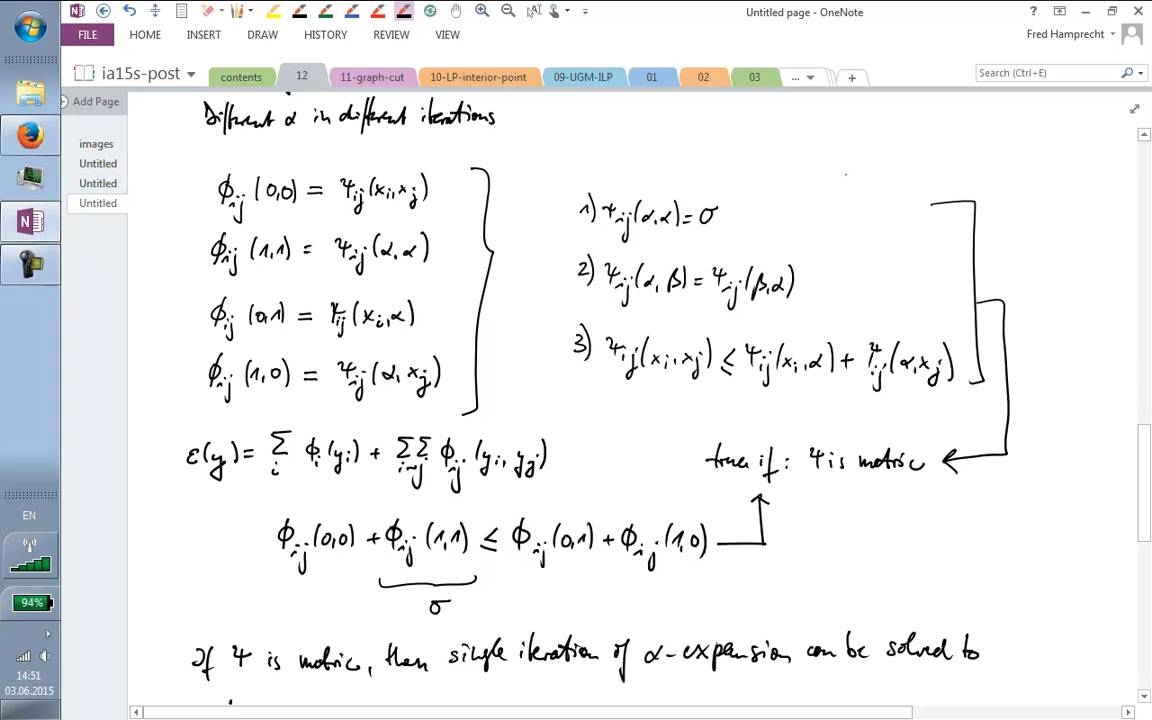 Untitled page - OneNote
FILE HOME INSERT DRAW HISTORY REVIEW VIEW
Fred Hamprecht
ia15s-post
contents 12 11-graph-cut 10-LP-interior-point 09-UGM-ILP 01 02 03 ...
Search (Ctrl+E)
Add Page
images
Untitled
Untitled
Untitled
Different α in different iterations
ϕij (0,0) = Ψij(xi,xj)
ϕij (1,1) = Ψij(α,α)
ϕij (0,1) = Ψij(xi,α)
ϕij (1,0) = Ψij(α,xj)
1) Ψij(α,α) = 0
2) Ψij(α,β) = Ψij(β,α)
3) Ψij(xi,xj) ≤ Ψij(xi,α) + Ψij(α,xj)
ε(y) = Σi ϕi(yi) + ΣΣi~j ϕij (yi, yj)
true if: Ψ is metric
ϕij(0,0) + ϕij(1,1) ≤ ϕij(0,1) + ϕij(1,0)
0
If Ψ is metric, then single iteration of α-expansion can be solved to
EN
94%
14:51
03.06.2015